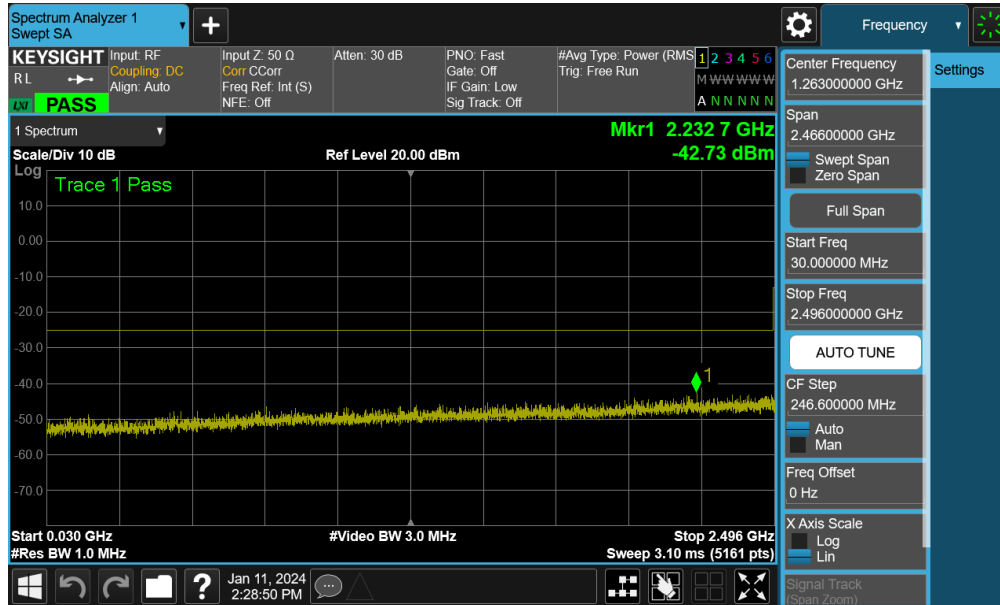 Spectrum Analyzer 1
Swept SA
+
Frequency
KEYSIGHT
R L
LXI
PASS
Input: RF
Coupling: DC
Align: Auto
Input Z: 50 Ω
Corr CCorr
Freq Ref: Int (S)
NFE: Off
Atten: 30 dB
PNO: Fast
Gate: Off
IF Gain: Low
Sig Track: Off
#Avg Type: Power (RMS
Trig: Free Run
1 2 3 4 5 6
M W W W W W
A N N N N N
1 Spectrum
Mkr1 2.232 7 GHz
-42.73 dBm
Scale/Div 10 dB
Ref Level 20.00 dBm
Log
Trace 1 Pass
10.0
0.00
-10.0
-20.0
-30.0
-40.0
-50.0
-60.0
-70.0
1
Start 0.030 GHz
#Res BW 1.0 MHz
#Video BW 3.0 MHz
Stop 2.496 GHz
Sweep 3.10 ms (5161 pts)
Center Frequency
1.263000000 GHz
Span
2.46600000 GHz
Swept Span
Zero Span
Full Span
Start Freq
30.000000 MHz
Stop Freq
2.496000000 GHz
AUTO TUNE
CF Step
246.600000 MHz
Auto
Man
Freq Offset
0 Hz
X Axis Scale
Log
Lin
Signal Track
(Span Zoom)
Settings
?
Jan 11, 2024
2:28:50 PM